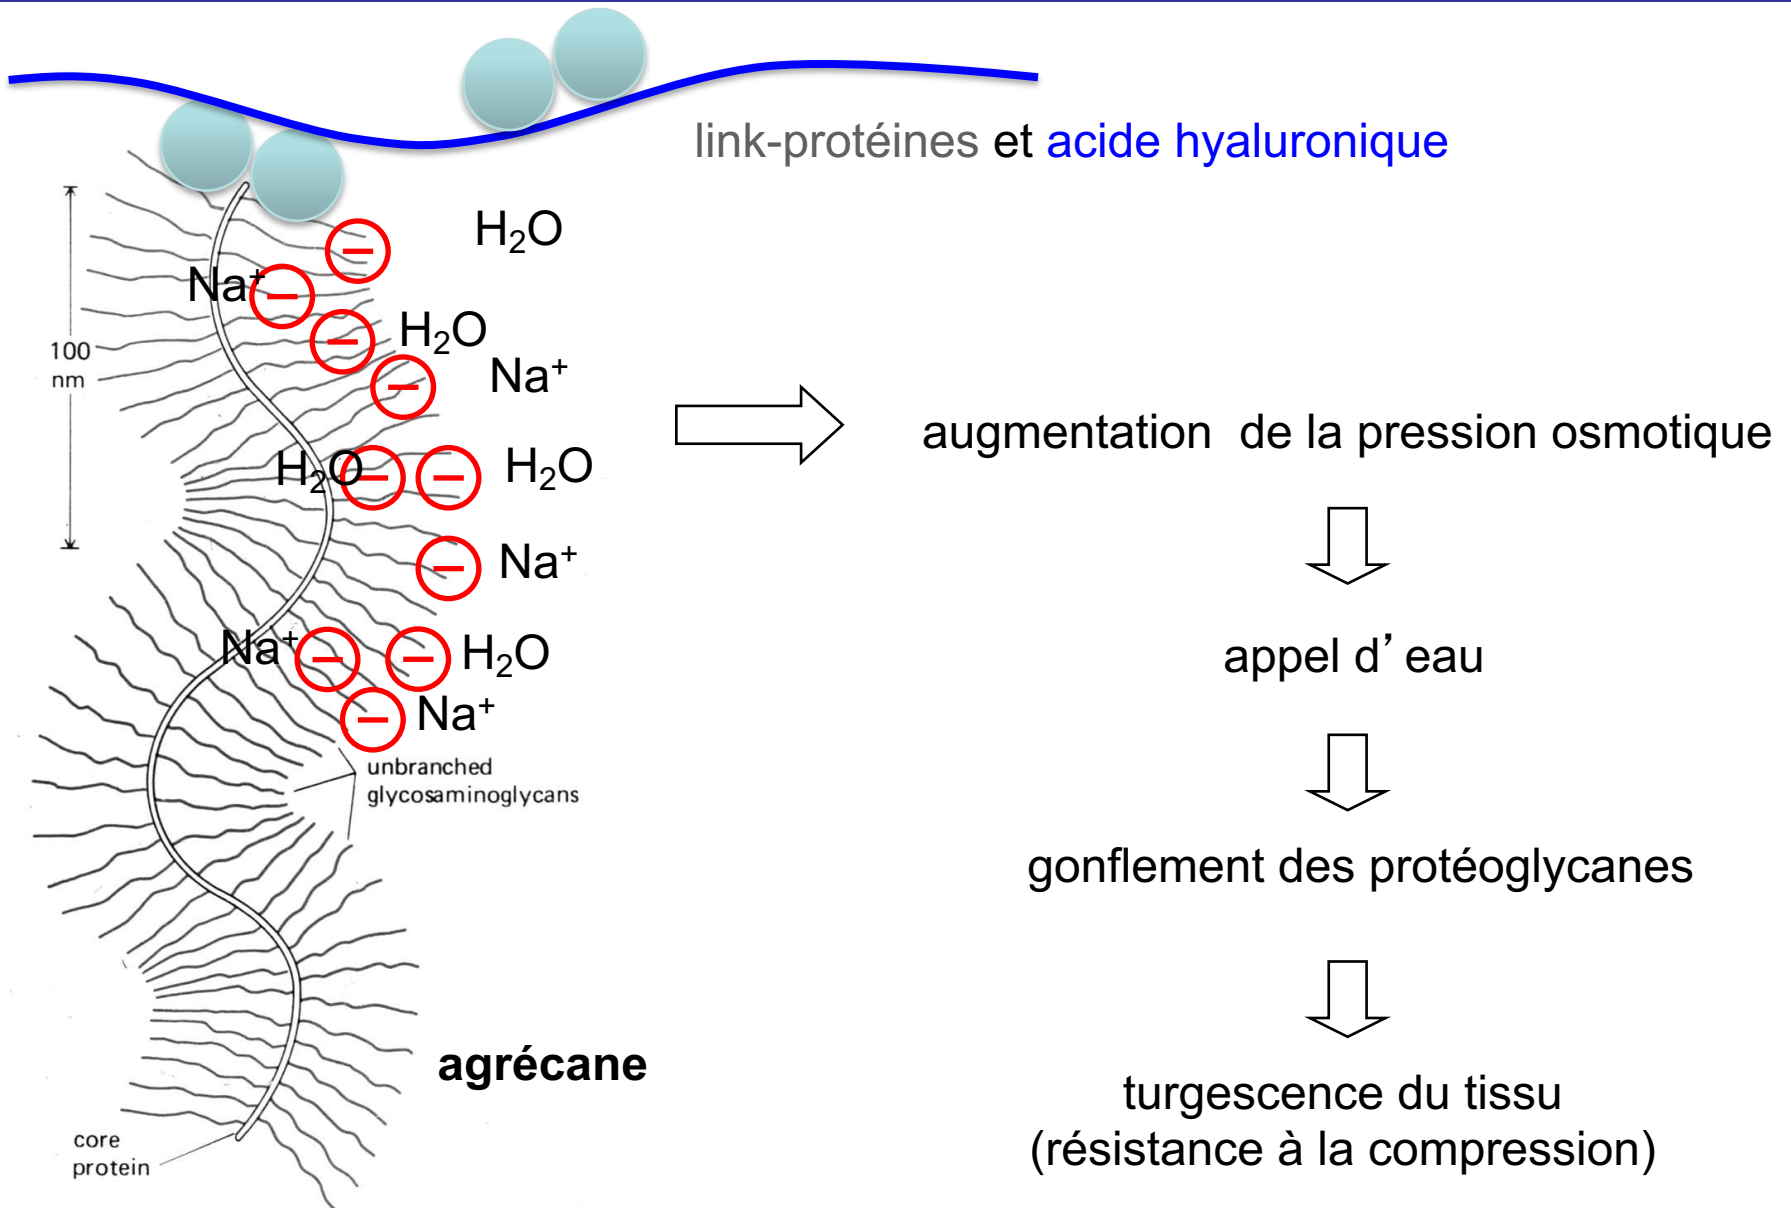 link-protéines et acide hyaluronique
H₂O
Na⁺
−
−
H₂O
−
Na⁺
−
100
nm
augmentation de la pression osmotique
H₂O
−
−
H₂O
Na⁺
−
Na⁺
−
−
H₂O
appel d’ eau
Na⁺
−
unbranched
glycosaminoglycans
gonflement des protéoglycanes
agrécane
turgescence du tissu
(résistance à la compression)
core
protein